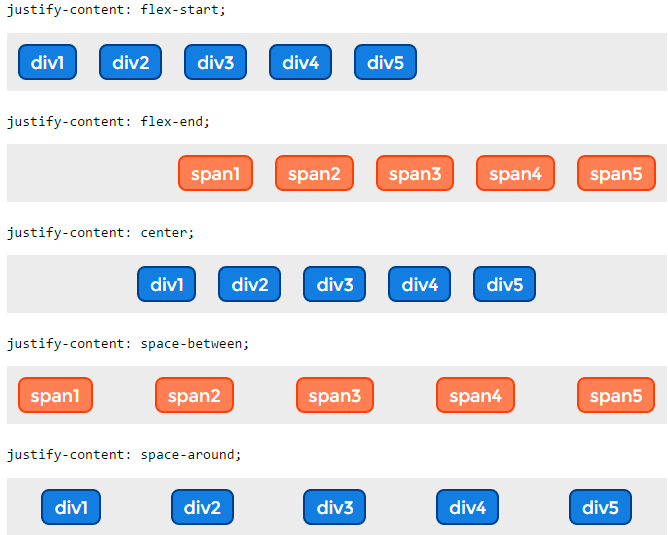 justify-content: flex-start;
div1 div2 div3 div4 div5
justify-content: flex-end;
span1 span2 span3 span4 span5
justify-content: center;
div1 div2 div3 div4 div5
justify-content: space-between;
span1 span2 span3 span4 span5
justify-content: space-around;
div1 div2 div3 div4 div5